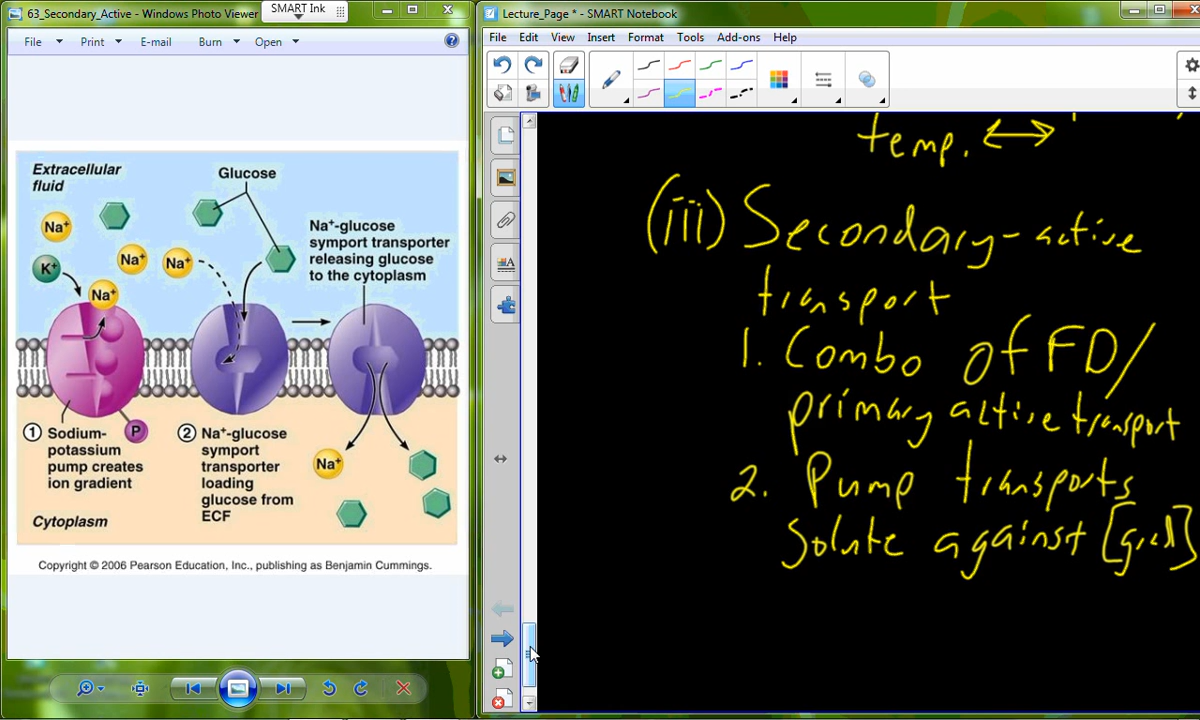 63_Secondary_Active - Windows Photo Viewer
SMART Ink
File Print E-mail Burn Open
Extracellular
fluid
Glucose
Na+
K+
Na+
Na+
Na+
Na+-glucose
symport transporter
releasing glucose
to the cytoplasm
P
1 Sodium-
potassium
pump creates
ion gradient
2 Na+-glucose
symport
transporter
loading
glucose from
ECF
Na+
Cytoplasm
Copyright © 2006 Pearson Education, Inc., publishing as Benjamin Cummings.
Lecture_Page * - SMART Notebook
File Edit View Insert Format Tools Add-ons Help
temp. ↔
(iii) Secondary-active
transport
1. Combo of FD/
primary active transport
2. Pump transports
solute against [grad]